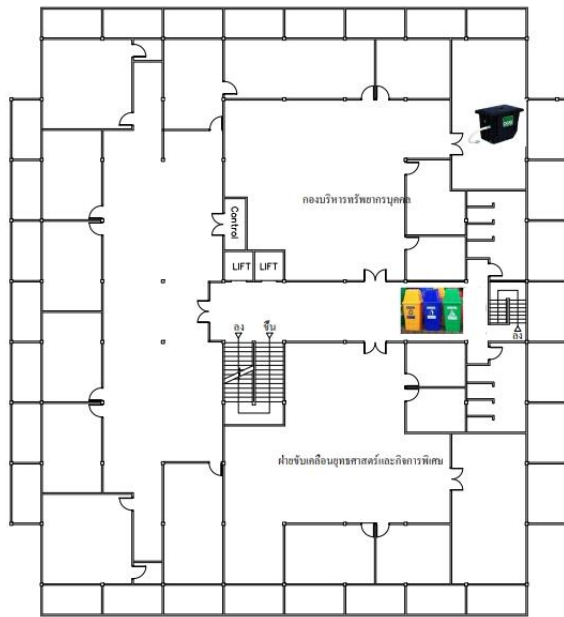 กองบริหารทรัพยากรบุคคล
Control
LIFT
LIFT
ลง
ขึ้น
ลง
ฝ่ายขับเคลื่อนยุทธศาสตร์และกิจการพิเศษ